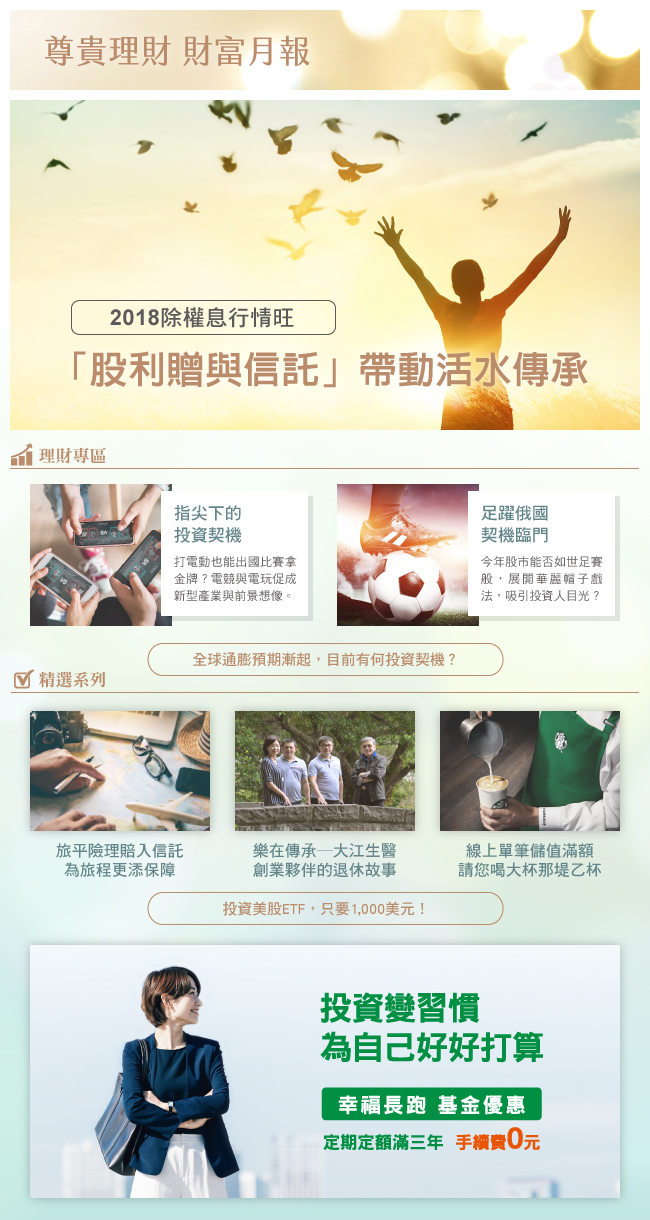 尊貴理財 財富月報
2018除權息行情旺
「股利贈與信託」帶動活水傳承
理財專區
指尖下的
投資契機
打電動也能出國比賽拿
金牌？電競與電玩促成
新型產業與前景想像。
足躍俄國
契機臨門
今年股市能否如世足賽
般，展開華麗帽子戲
法，吸引投資人目光？
全球通膨預期漸起，目前有何投資契機？
精選系列
旅平險理賠入信託
為旅程更添保障
樂在傳承─大江生醫
創業夥伴的退休故事
線上單筆儲值滿額
請您喝大杯那堤乙杯
投資美股ETF，只要1,000美元！
投資變習慣
為自己好好打算
幸福長跑 基金優惠
定期定額滿三年 手續費0元